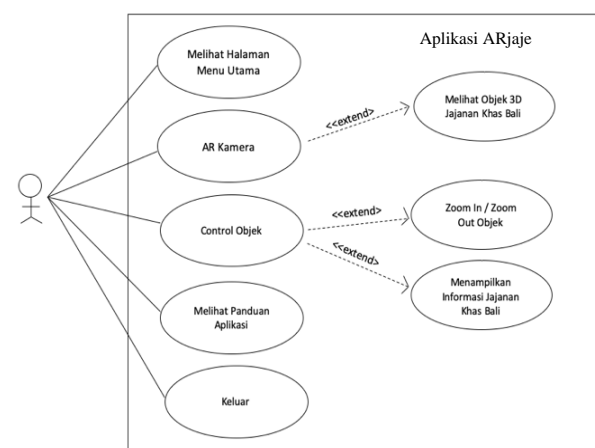 Aplikasi ARjaje
Melihat Halaman
Menu Utama
AR Kamera
<<extend>
Melihat Objek 3D
Jajanan Khas Bali
Control Objek
<<extend>
Zoom In / Zoom
Out Objek
<<extend>
Menampilkan
Informasi Jajanan
Khas Bali
Melihat Panduan
Aplikasi
Keluar